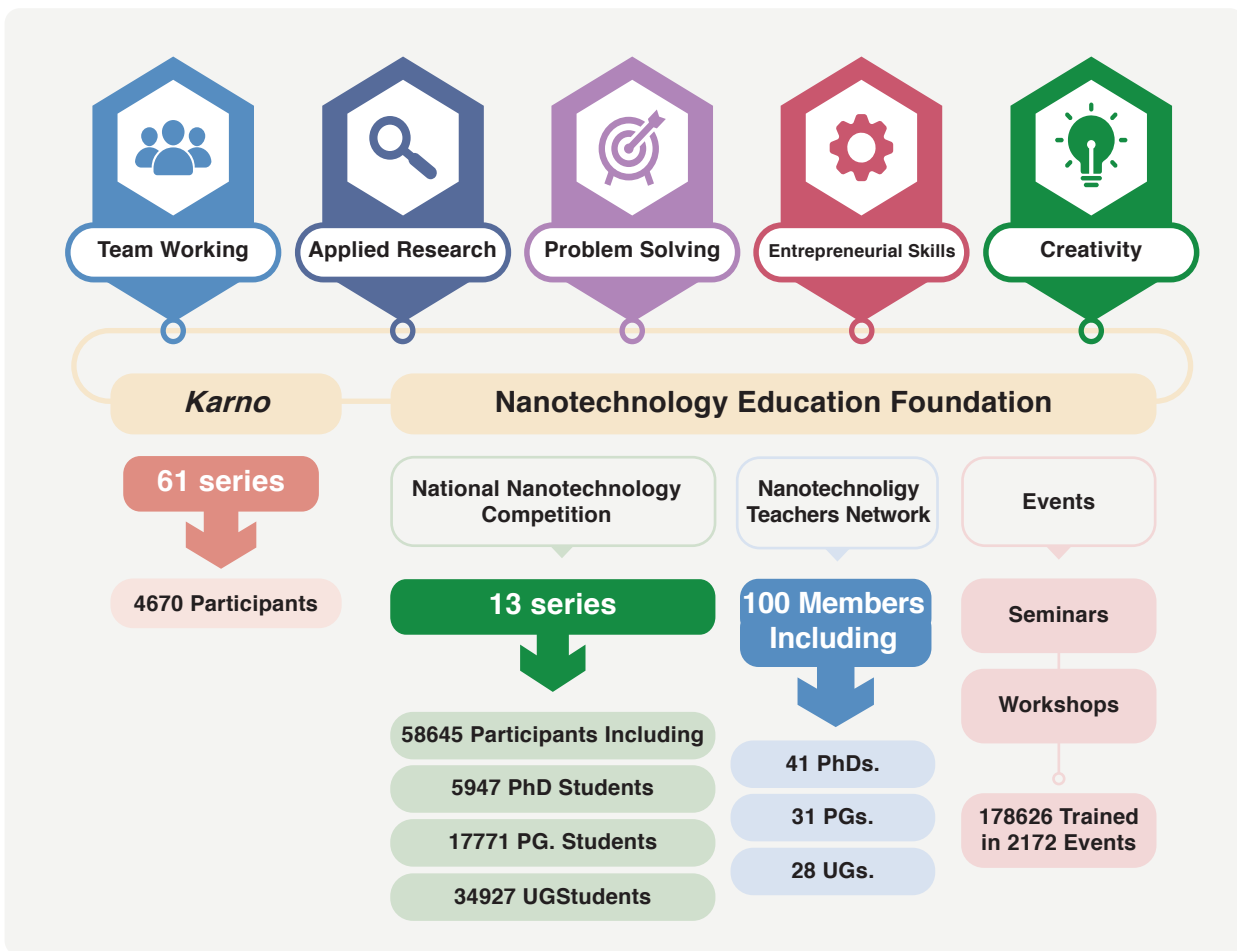 Team Working
Applied Research
Problem Solving
Entrepreneurial Skills
Creativity
Karno
Nanotechnology Education Foundation
61 series
4670 Participants
National Nanotechnology
Competition
13 series
58645 Participants Including
5947 PhD Students
17771 PG. Students
34927 UGStudents
Nanotechnoligy
Teachers Network
100 Members
Including
41 PhDs.
31 PGs.
28 UGs.
Events
Seminars
Workshops
178626 Trained
in 2172 Events